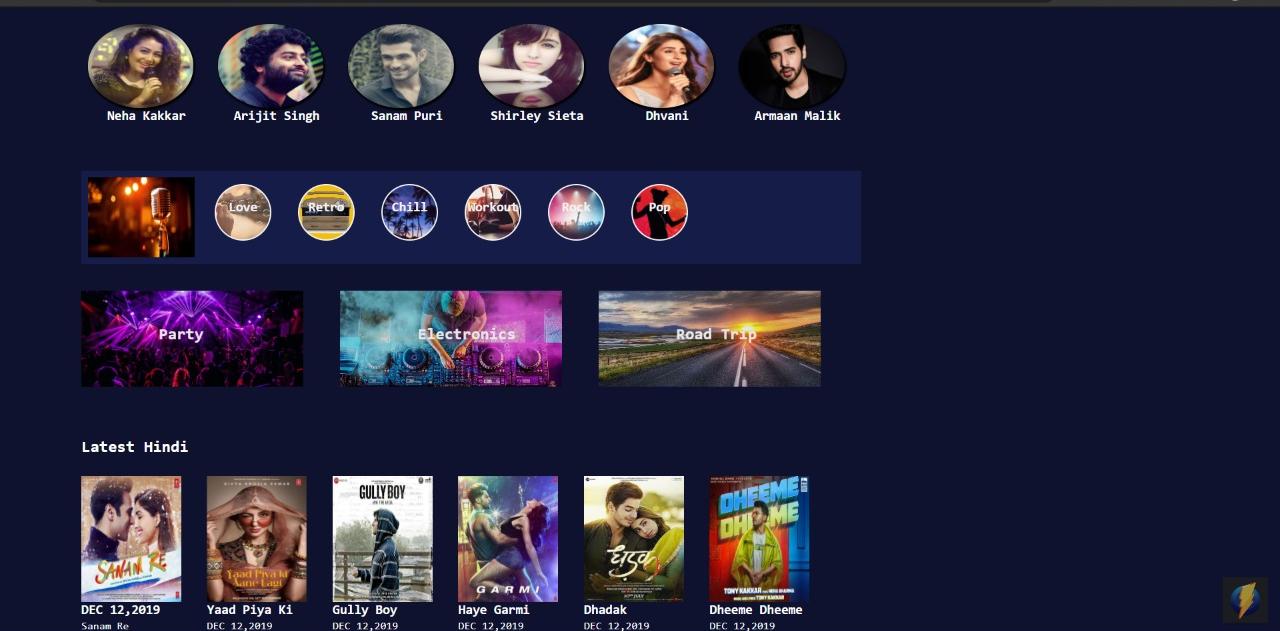 Neha Kakkar
Arijit Singh
Sanam Puri
Shirley Sieta
Dhvani
Armaan Malik
Love
Retro
Chill
Workout
Rock
Pop
Party
Electronics
Road Trip
Latest Hindi
SANAM RE
Yaad Piya ki
Aane Lagi
GULLY BOY
GARMI
धड़क
DHEEME
DHEEME
TONY KAKKAR
DEC 12,2019
Sanam Re
Yaad Piya Ki
DEC 12,2019
Gully Boy
DEC 12,2019
Haye Garmi
DEC 12,2019
Dhadak
DEC 12,2019
Dheeme Dheeme
DEC 12,2019